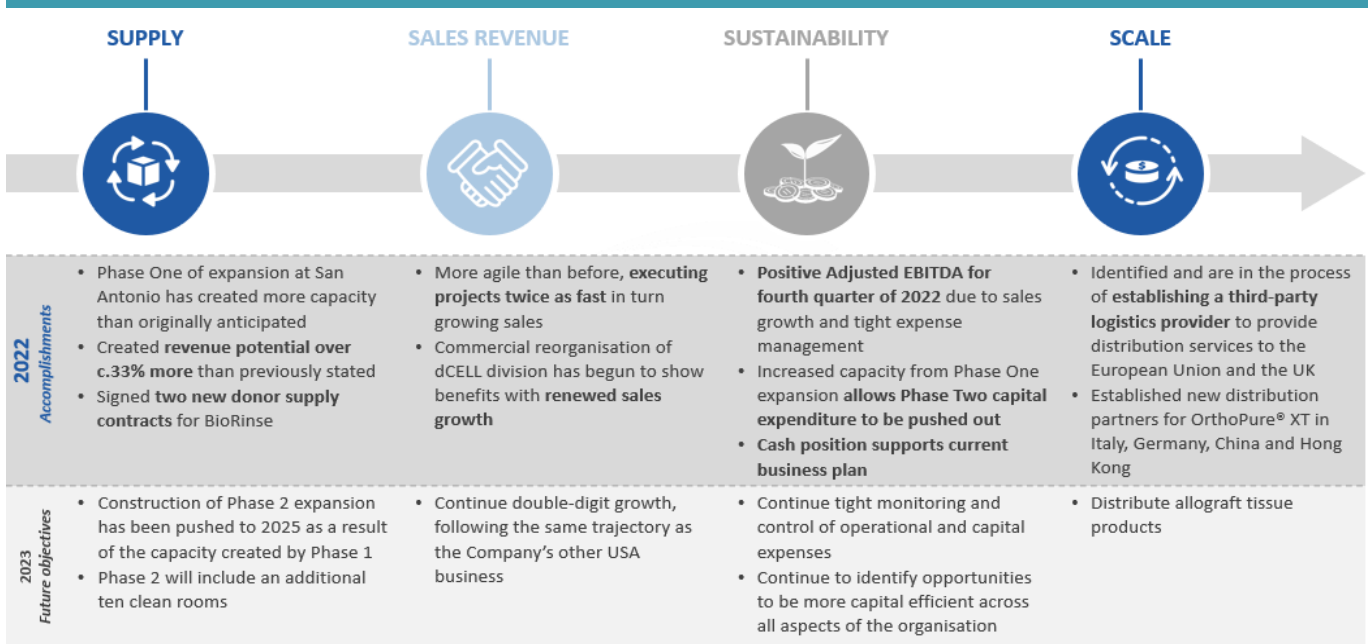 SUPPLY
SALES REVENUE
SUSTAINABILITY
SCALE
$
2022
Accomplishments
• Phase One of expansion at San
Antonio has created more capacity
than originally anticipated
• Created revenue potential over
c.33% more than previously stated
• Signed two new donor supply
contracts for BioRinse
• More agile than before, executing
projects twice as fast in turn
growing sales
• Commercial reorganisation of
dCELL division has begun to show
benefits with renewed sales
growth
• Positive Adjusted EBITDA for
fourth quarter of 2022 due to sales
growth and tight expense
management
• Increased capacity from Phase One
expansion allows Phase Two capital
expenditure to be pushed out
• Cash position supports current
business plan
• Identified and are in the process
of establishing a third-party
logistics provider to provide
distribution services to the
European Union and the UK
• Established new distribution
partners for OrthoPure® XT in
Italy, Germany, China and Hong
Kong
2023
Future objectives
• Construction of Phase 2 expansion
has been pushed to 2025 as a result
of the capacity created by Phase 1
• Phase 2 will include an additional
ten clean rooms
• Continue double-digit growth,
following the same trajectory as
the Company's other USA
business
• Continue tight monitoring and
control of operational and capital
expenses
• Continue to identify opportunities
to be more capital efficient across
all aspects of the organisation
• Distribute allograft tissue
products